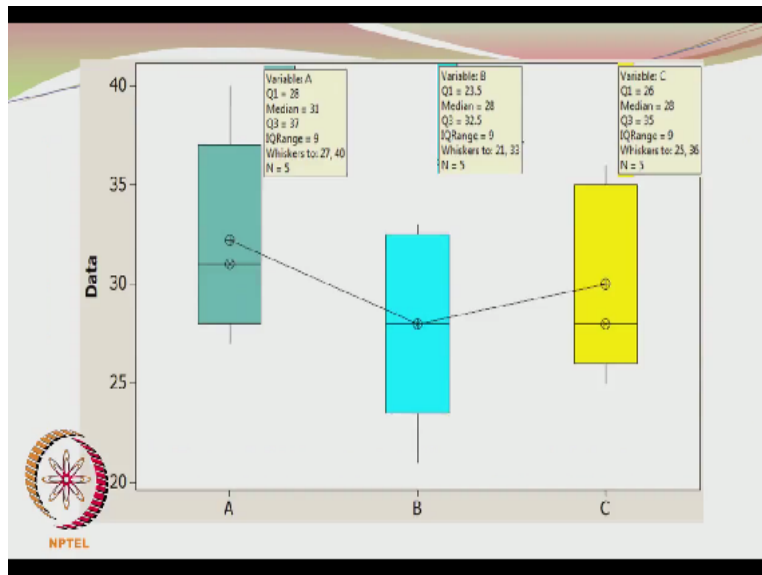 Variable: A
Q1 = 28
Median = 31
Q3 = 37
IQRange = 9
Whiskers to: 27, 40
N = 5
Variable: B
Q1 = 23.5
Median = 28
Q3 = 32.5
IQRange = 9
Whiskers to: 21, 33
N = 5
Variable: C
Q1 = 26
Median = 28
Q3 = 35
IQRange = 9
Whiskers to: 25, 36
N = 5
40
35
30
25
20
Data
A B C
NPTEL